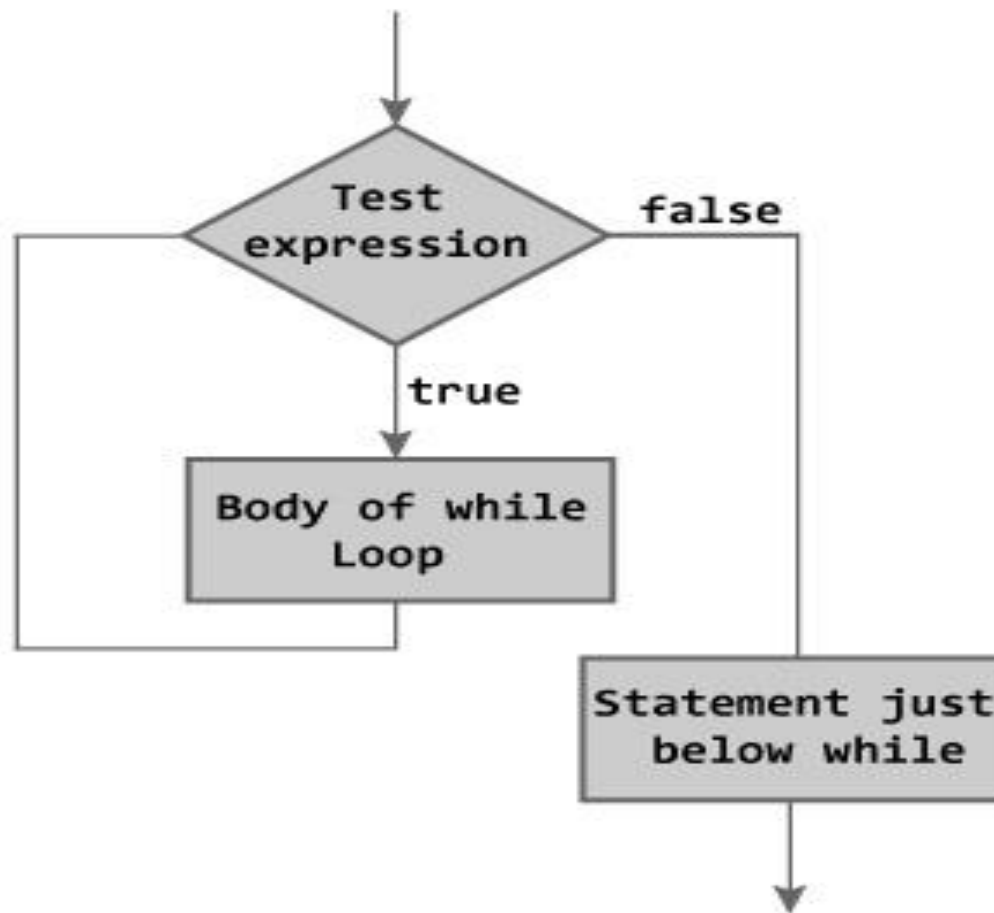 Test
expression
false
true
Body of while
Loop
Statement just
below while